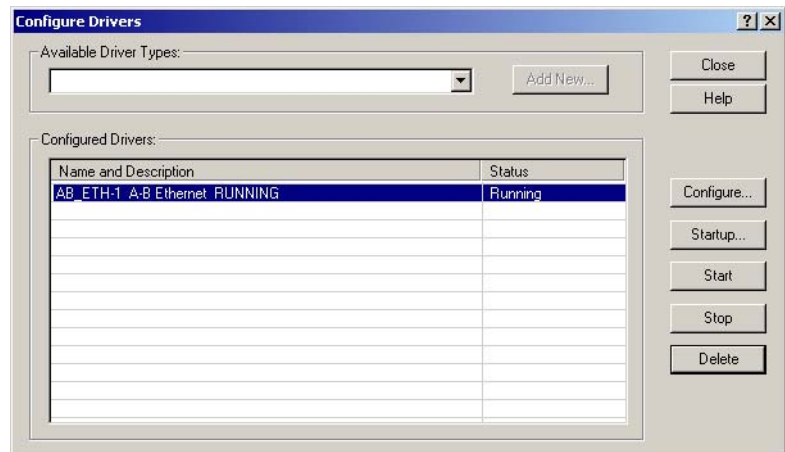 Configure Drivers
Available Driver Types:
Add New...
Close
Help
Configured Drivers:
Name and Description Status
AB_ETH-1 A-B Ethernet RUNNING Running
Configure...
Startup...
Start
Stop
Delete